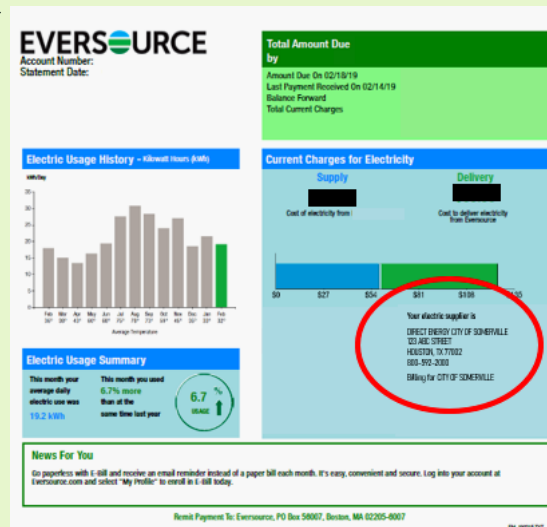 EVERSOURCE
Account Number:
Statement Date:
Total Amount Due
by
Amount Due On 02/18/19
Last Payment Received On 02/14/19
Balance Forward
Total Current Charges
Electric Usage History - Kilowatt Hours (kWh)
kWh/Day
35
30
25
20
15
10
5
0
Feb Mar Apr May Jun Jul Aug Sep Oct Nov Dec Jan Feb
Average Temperature
Current Charges for Electricity
Supply
Delivery
Cost of electricity from
Cost to deliver electricity
from Eversource
$0 $27 $54 $81 $108 $135
Your electric supplier is
DIRECT ENERGY CITY OF SOMERVILLE
123 ABC STREET
HOUSTON, TX 77002
800-592-2000
Billing for CITY OF SOMERVILLE
Electric Usage Summary
This month your
average daily
electric use was
19.2 kWh
This month you used
6.7% more
than at the
same time last year
6.7 %
USAGE
News For You
Go paperless with E-Bill and receive an email reminder instead of a paper bill each month. It's easy, convenient and secure. Log into your account at
Eversource.com and select "My Profile" to enroll in E-Bill today.
Remit Payment To: Eversource, PO Box 56007, Boston, MA 02205-6007